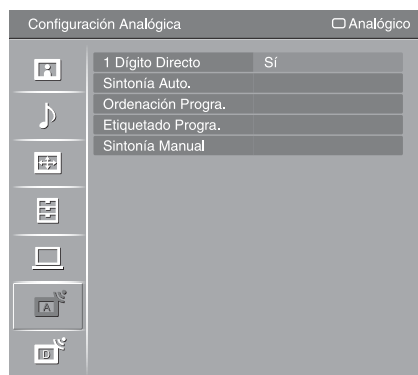 Configuración Analógica Analógico
1 Dígito Directo Sí
Sintonía Auto.
Ordenación Progra.
Etiquetado Progra.
Sintonía Manual
A
D